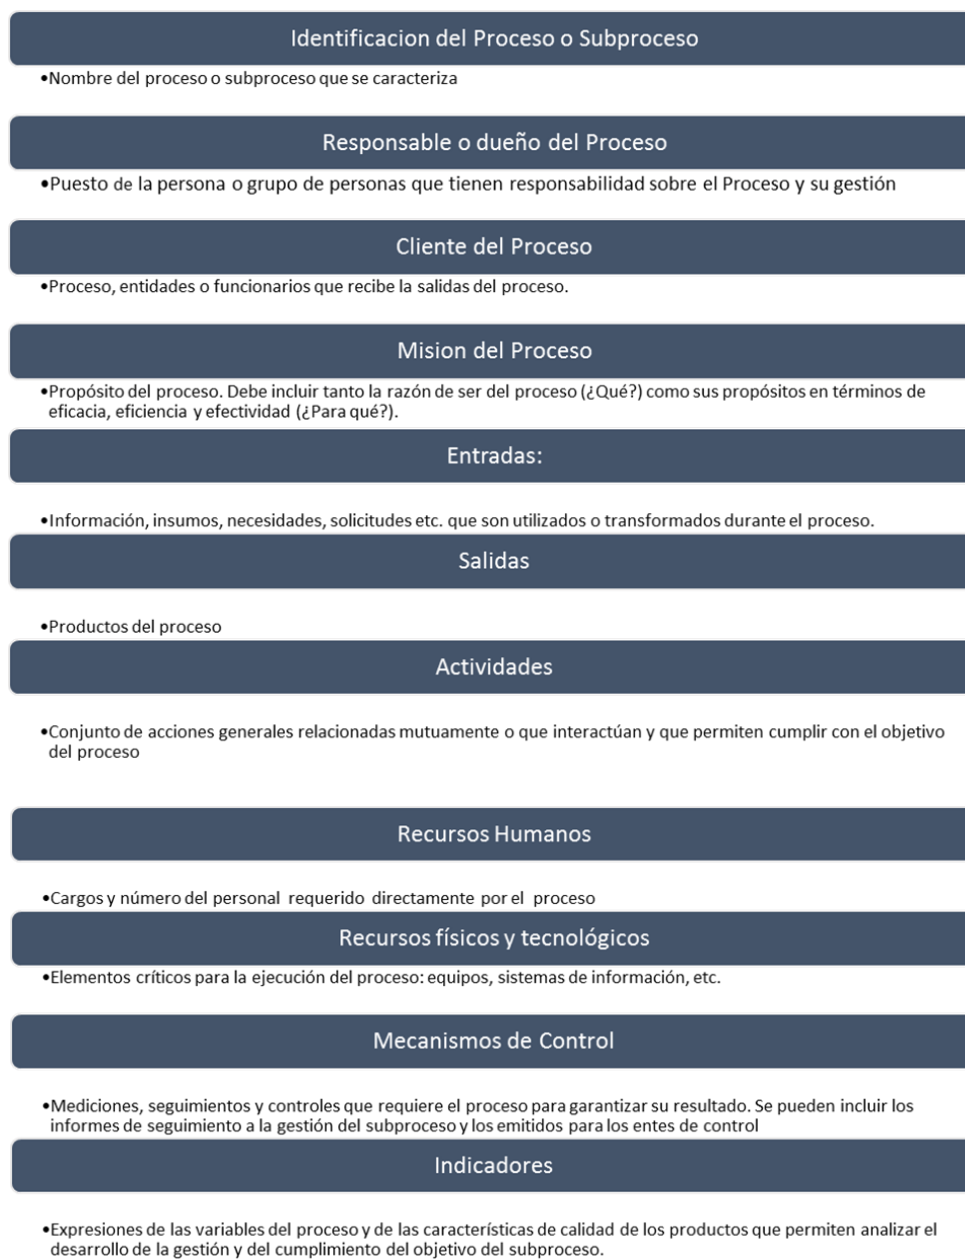 Identificacion del Proceso o Subproceso
•Nombre del proceso o subproceso que se caracteriza
Responsable o dueño del Proceso
•Puesto de la persona o grupo de personas que tienen responsabilidad sobre el Proceso y su gestión
Cliente del Proceso
•Proceso, entidades o funcionarios que recibe la salidas del proceso.
Mision del Proceso
•Propósito del proceso. Debe incluir tanto la razón de ser del proceso (¿Qué?) como sus propósitos en términos de
eficacia, eficiencia y efectividad (¿Para qué?).
Entradas:
•Información, insumos, necesidades, solicitudes etc. que son utilizados o transformados durante el proceso.
Salidas
•Productos del proceso
Actividades
•Conjunto de acciones generales relacionadas mutuamente o que interactúan y que permiten cumplir con el objetivo
del proceso
Recursos Humanos
•Cargos y número del personal requerido directamente por el proceso
Recursos físicos y tecnológicos
•Elementos críticos para la ejecución del proceso: equipos, sistemas de información, etc.
Mecanismos de Control
•Mediciones, seguimientos y controles que requiere el proceso para garantizar su resultado. Se pueden incluir los
informes de seguimiento a la gestión del subproceso y los emitidos para los entes de control
Indicadores
•Expresiones de las variables del proceso y de las características de calidad de los productos que permiten analizar el
desarrollo de la gestión y del cumplimiento del objetivo del subproceso.